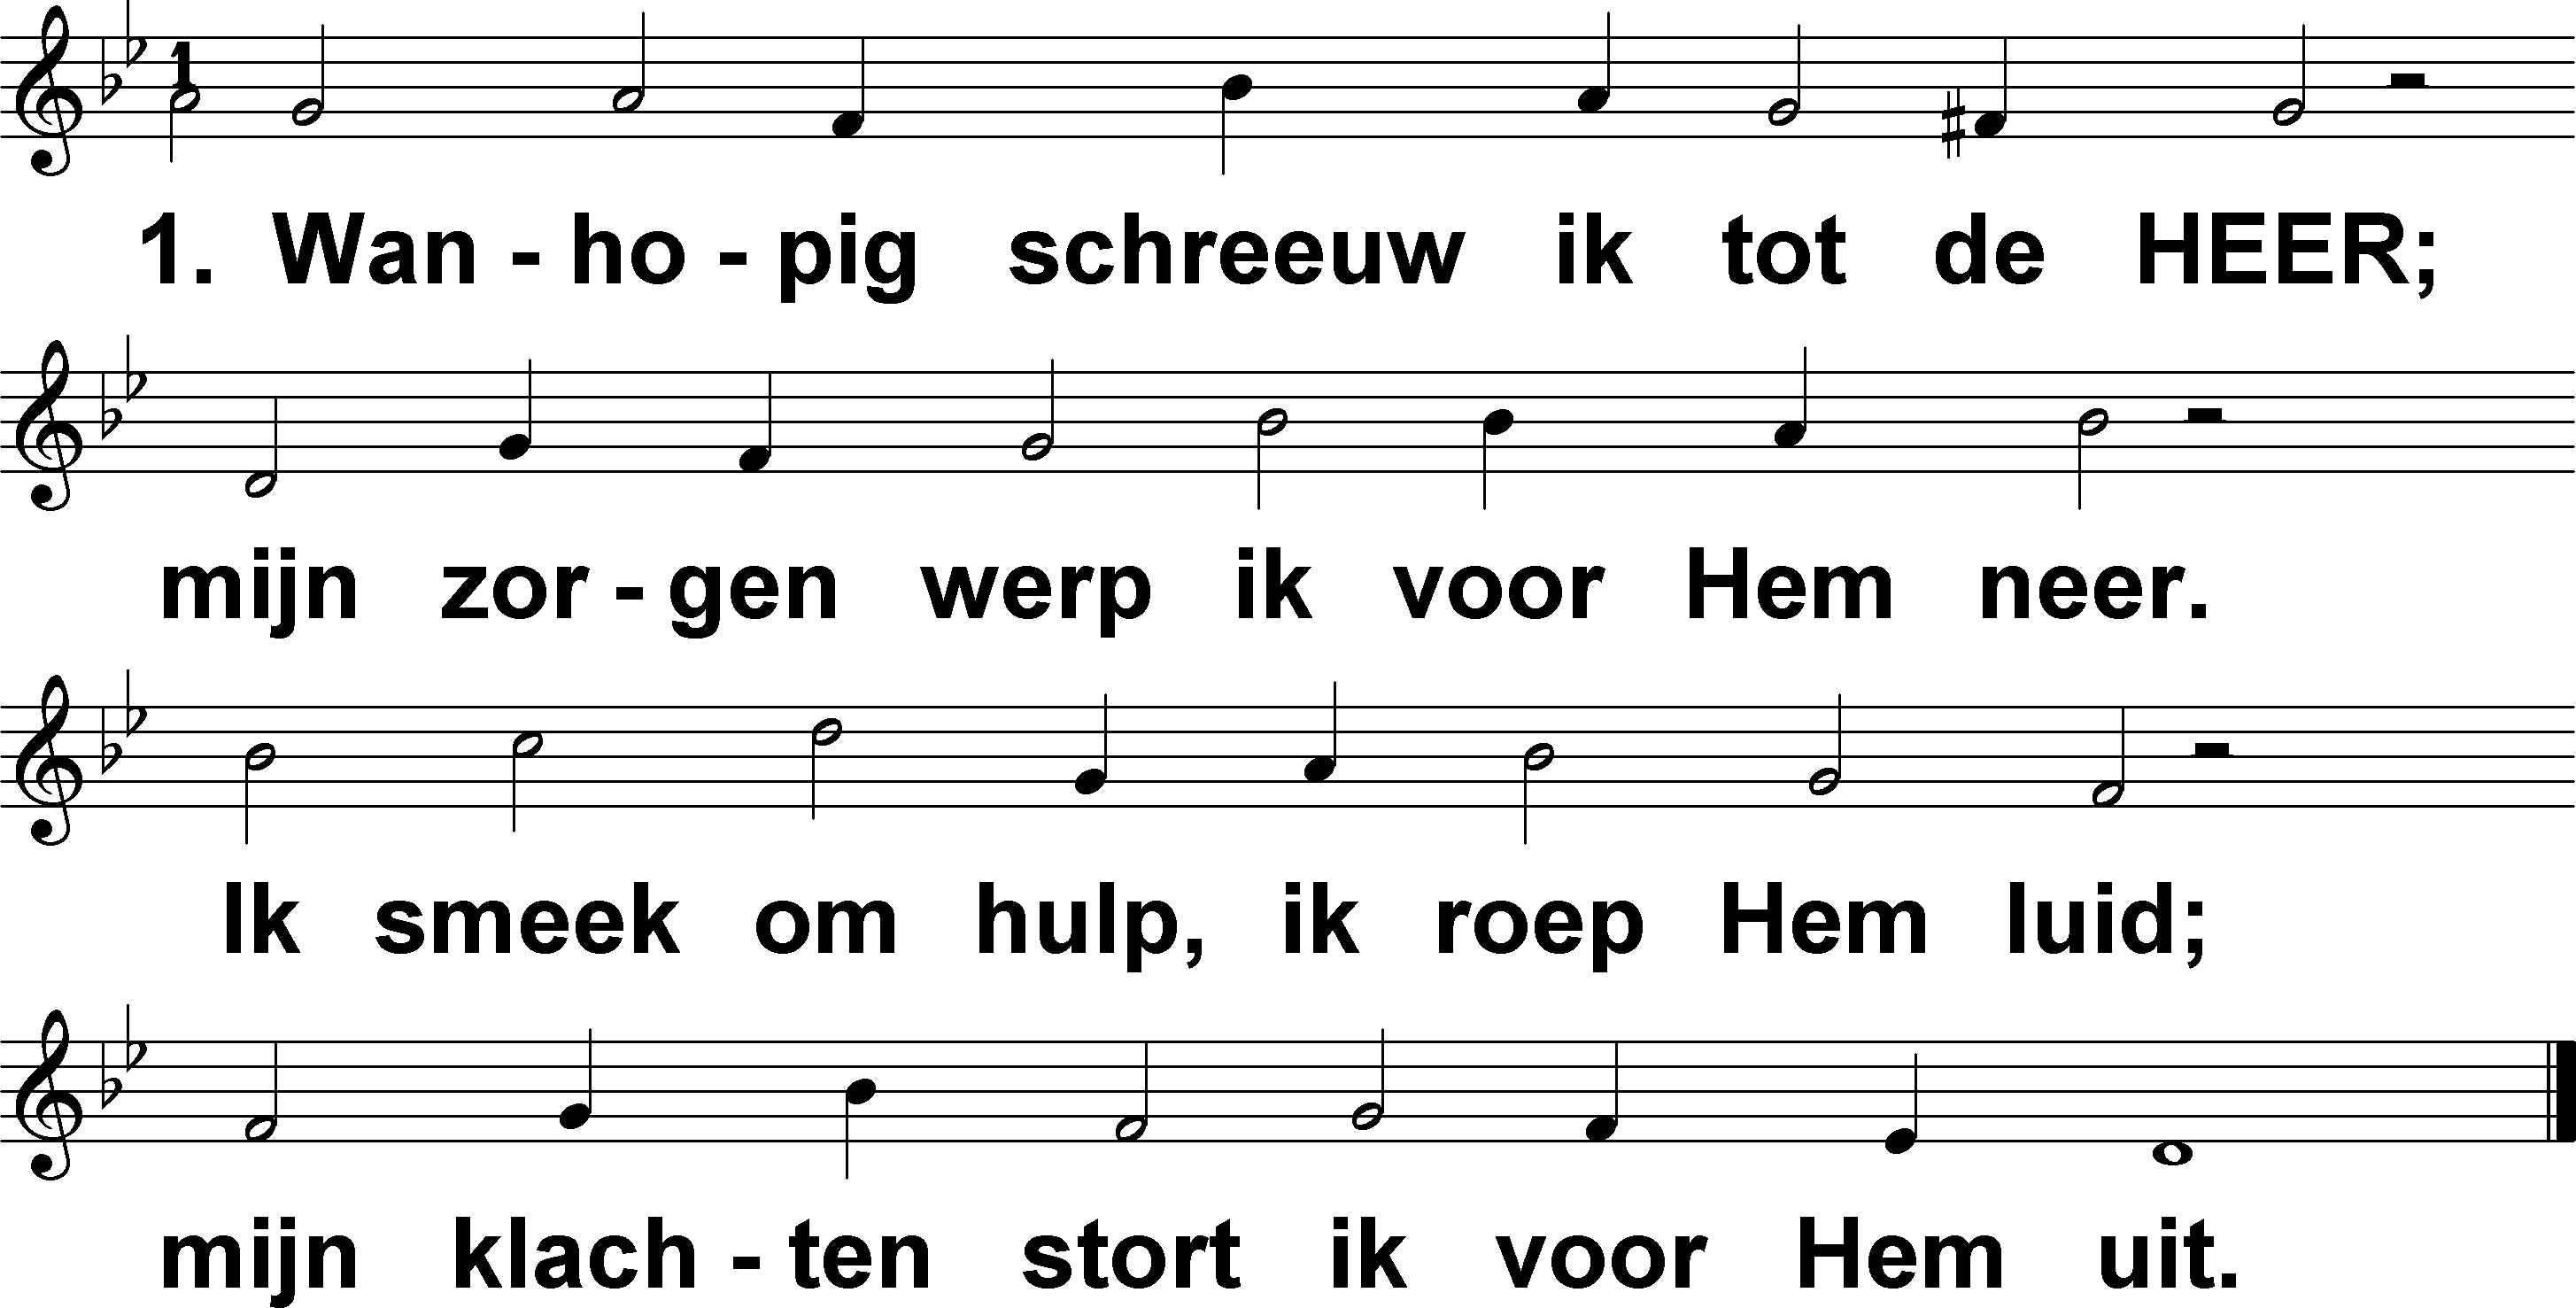 1
1. Wan - ho - pig schreeuw ik tot de HEER;
mijn zor - gen werp ik voor Hem neer.
Ik smeek om hulp, ik roep Hem luid;
mijn klach - ten stort ik voor Hem uit.